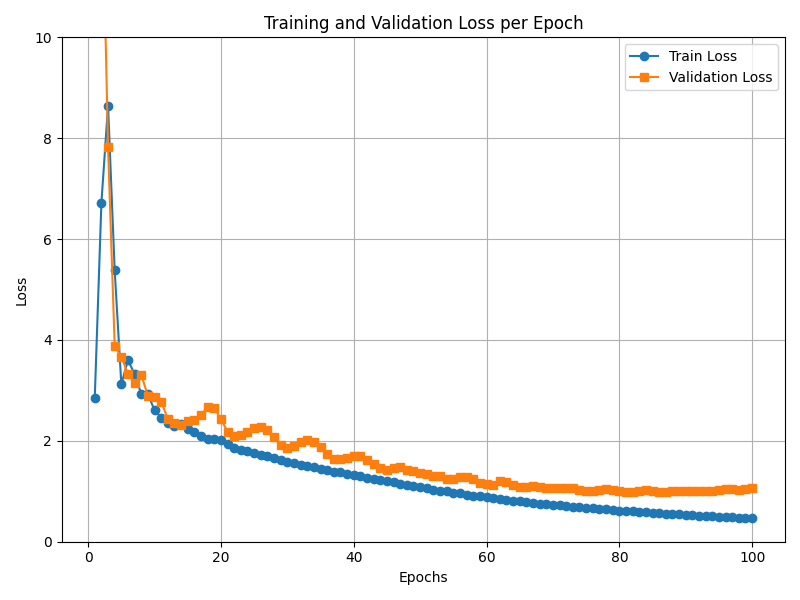 Training and Validation Loss per Epoch
Train Loss
Validation Loss
10
8
6
4
2
0
Loss
0 20 40 60 80 100
Epochs